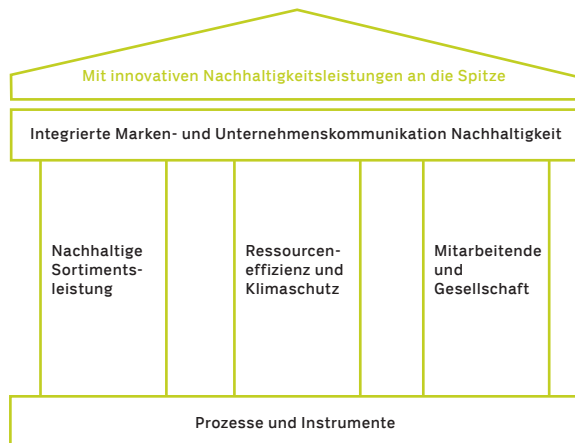 Mit innovativen Nachhaltigkeitsleistungen an die Spitze
Integrierte Marken- und Unternehmenskommunikation Nachhaltigkeit
Nachhaltige
Sortiments-
leistung
Ressourcen-
effizienz und
Klimaschutz
Mitarbeitende
und
Gesellschaft
Prozesse und Instrumente